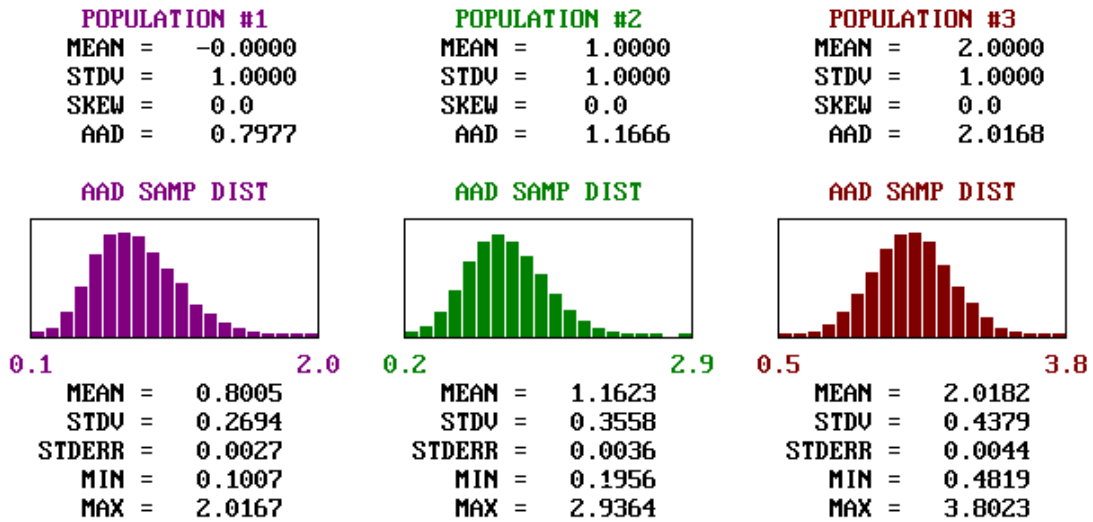 POPULATION #1
MEAN = -0.0000
STDV = 1.0000
SKEW = 0.0
AAD = 0.7977
AAD SAMP DIST
0.1 2.0
MEAN = 0.8005
STDV = 0.2694
STDERR = 0.0027
MIN = 0.1007
MAX = 2.0167
POPULATION #2
MEAN = 1.0000
STDV = 1.0000
SKEW = 0.0
AAD = 1.1666
AAD SAMP DIST
0.2 2.9
MEAN = 1.1623
STDV = 0.3558
STDERR = 0.0036
MIN = 0.1956
MAX = 2.9364
POPULATION #3
MEAN = 2.0000
STDV = 1.0000
SKEW = 0.0
AAD = 2.0168
AAD SAMP DIST
0.5 3.8
MEAN = 2.0182
STDV = 0.4379
STDERR = 0.0044
MIN = 0.4819
MAX = 3.8023